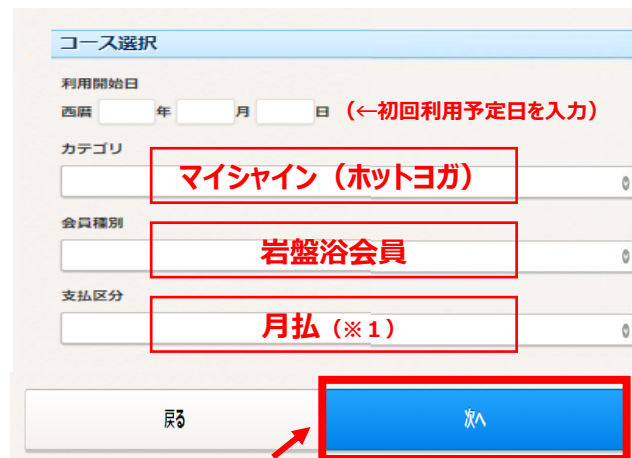 コース選択
利用開始日
西暦 年 月 日 (←初回利用予定日を入力)
カテゴリ
マイシャイン(ホットヨガ)
会員種別
岩盤浴会員
支払区分
月払(※1)
戻る 次へ